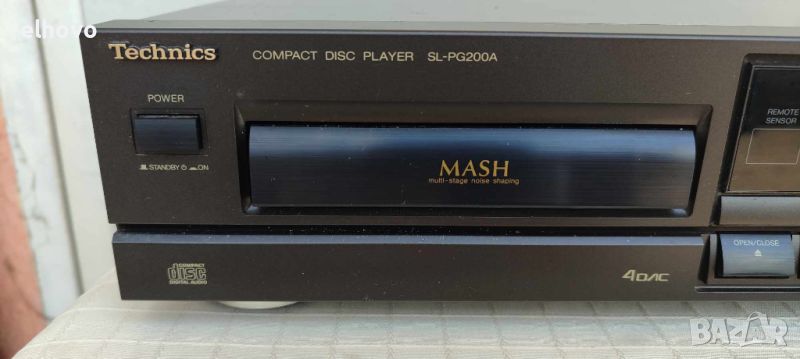 elhovo
Technics
COMPACT DISC PLAYER SL-PG200A
POWER
STANDBY ON
MASH
multi-stage noise shaping
REMOTE
SENSOR
OPEN/CLOSE
COMPACT
disc
DIGITAL AUDIO
4DAC
BAZAR